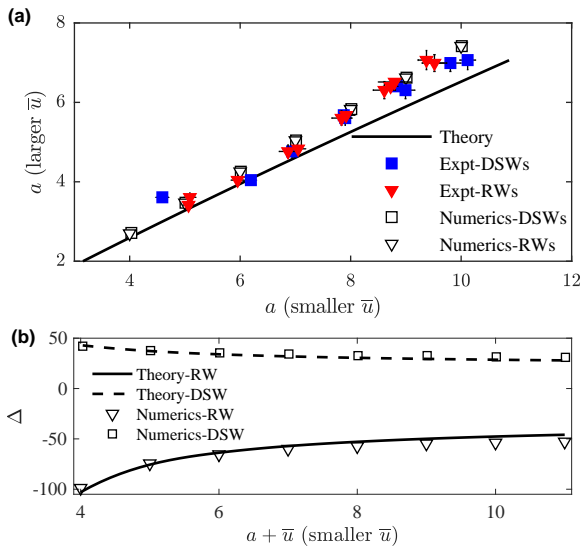 (a)
8
6
4
2
a (larger u̅)
Theory
Expt-DSWs
Expt-RWs
Numerics-DSWs
Numerics-RWs
4 6 8 10 12
a (smaller u̅)
(b)
50
0
-50
-100
Δ
Theory-RW
Theory-DSW
Numerics-RW
Numerics-DSW
4 6 8 10
a + u̅ (smaller u̅)